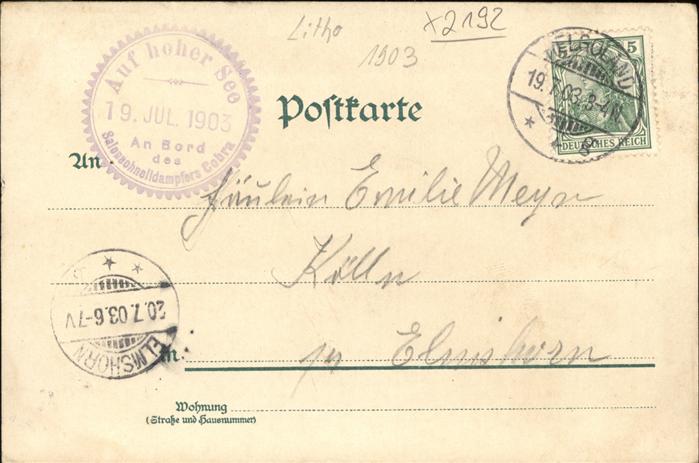 Litho
x2192
1903
Auf hoher See
19. JUL. 1903
An Bord
des
Salonschnelldampfers Cobra
Postkarte
HELGOLAND
19.7.03.3-4N.
5
DEUTSCHES REICH
An
Fräulein Emilie Meyn
Kölln
ELMSHORN
20.7.03.6-7V
in
pr Elmshorn
Wohnung
(Straße und Hausnummer)